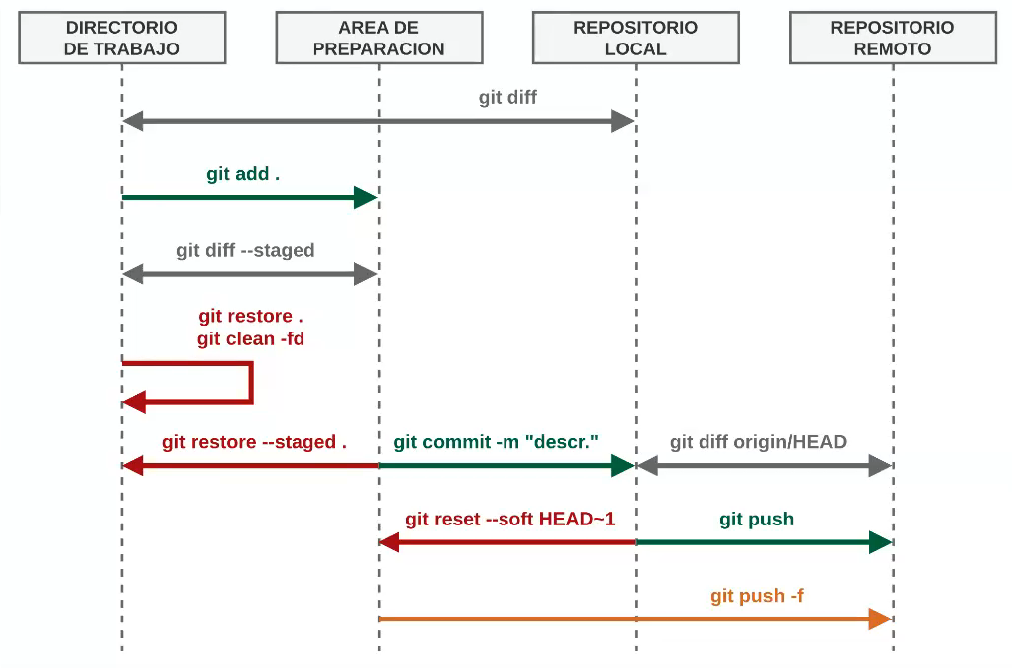 DIRECTORIO
DE TRABAJO
AREA DE
PREPARACION
REPOSITORIO
LOCAL
REPOSITORIO
REMOTO
git diff
git add .
git diff --staged
git restore .
git clean -fd
git restore --staged .
git commit -m "descr."
git diff origin/HEAD
git reset --soft HEAD~1
git push
git push -f